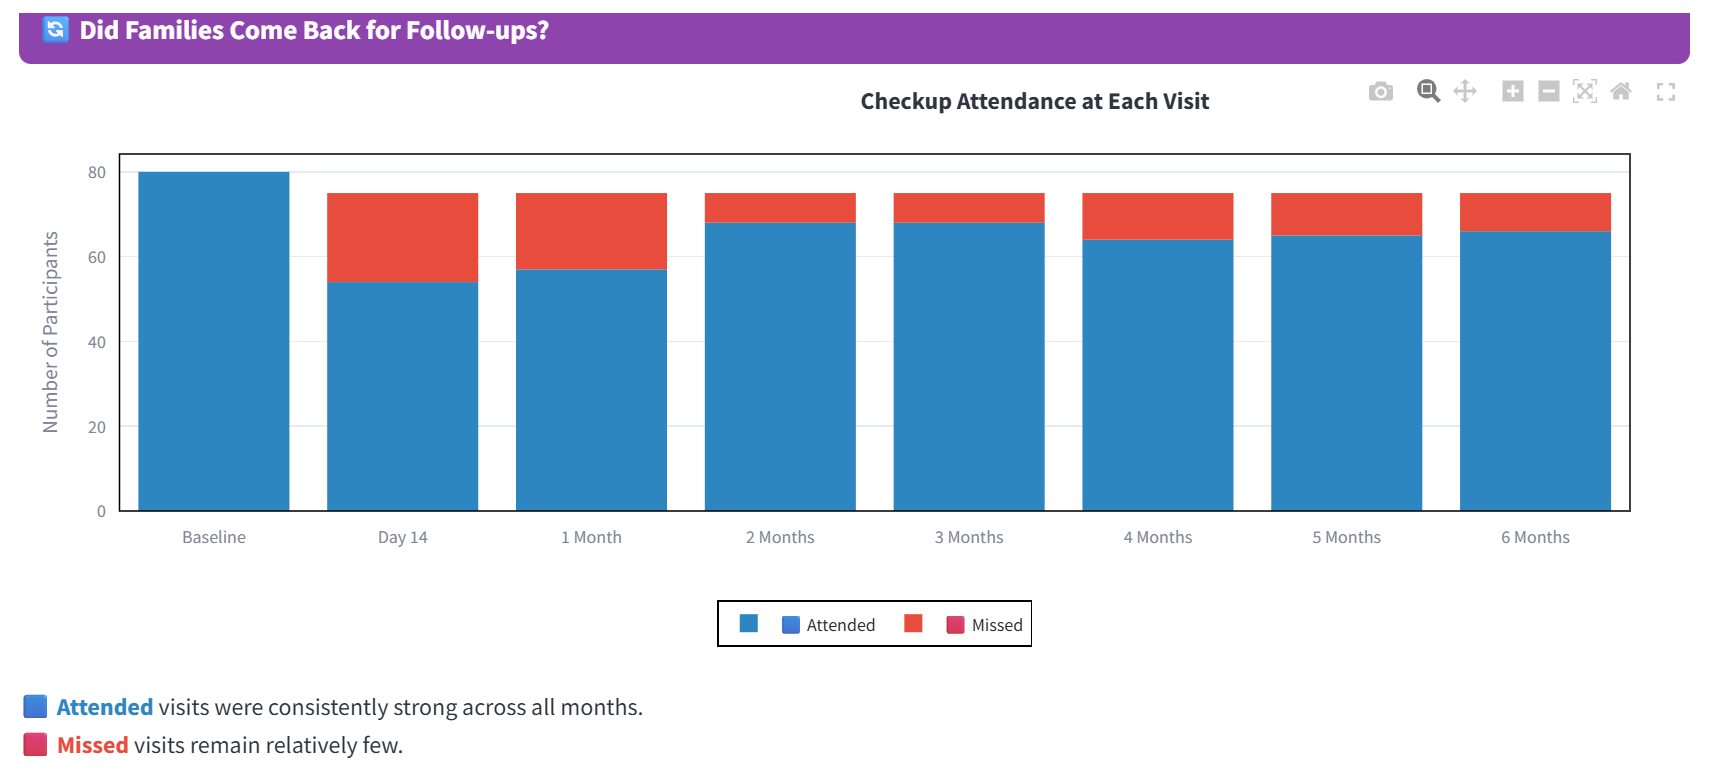 Did Families Come Back for Follow-ups?
Checkup Attendance at Each Visit
Number of Participants
80
60
40
20
0
Baseline
Day 14
1 Month
2 Months
3 Months
4 Months
5 Months
6 Months
Attended
Missed
Attended visits were consistently strong across all months.
Missed visits remain relatively few.